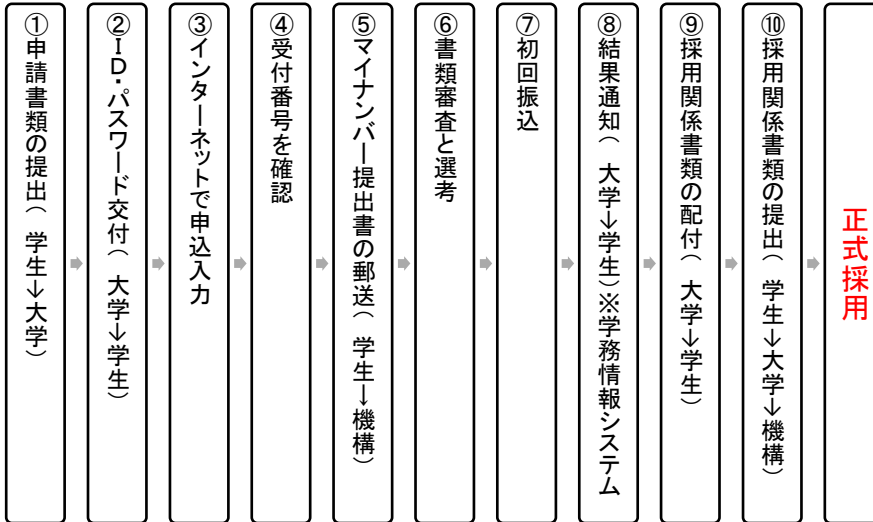 ①申請書類の提出（ 学生→大学）
②ＩＤ・パスワード交付（ 大学→学生）
③インターネットで申込入力
④受付番号を確認
⑤マイナンバー提出書の郵送（ 学生→機構）
⑥書類審査と選考
⑦初回振込
⑧結果通知（ 大学→学生）※学務情報システム
⑨採用関係書類の配付（ 大学→学生）
⑩採用関係書類の提出（ 学生→大学→機構）
正式採用